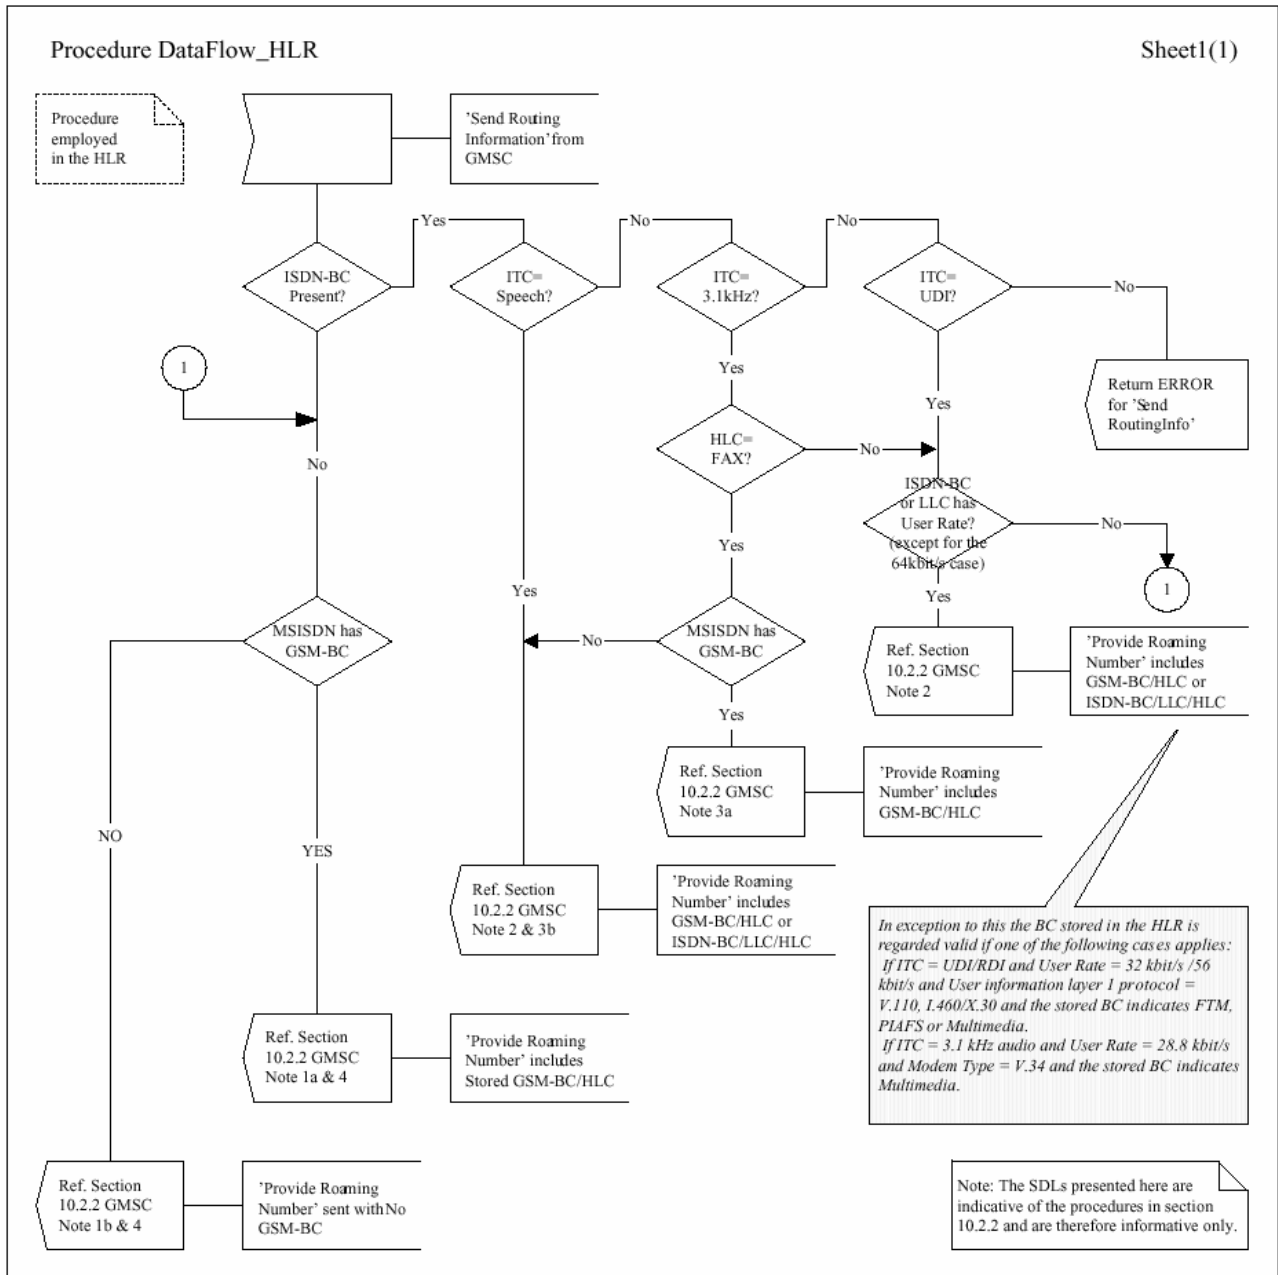 Procedure DataFlow_HLR
Sheet1(1)
Procedure
employed
in the HLR
'Send Routing
Information' from
GMSC
Yes
No
No
ISDN-BC
Present?
ITC=
Speech?
ITC=
3.1kHz?
ITC=
UDI?
No
1
Yes
Return ERROR
for 'Send
RoutingInfo'
Yes
No
HLC=
FAX?
No
ISDN-BC
or LLC has
User Rate?
(except for the
64kbit/s case)
No
Yes
Yes
Yes
1
MSISDN has
GSM-BC
No
MSISDN has
GSM-BC
Ref. Section
10.2.2 GMSC
Note 2
'Provide Roaming
Number' includes
GSM-BC/HLC or
ISDN-BC/LLC/HLC
Yes
Ref. Section
10.2.2 GMSC
Note 3a
'Provide Roaming
Number' includes
GSM-BC/HLC
NO
YES
Ref. Section
10.2.2 GMSC
Note 2 & 3b
'Provide Roaming
Number' includes
GSM-BC/HLC or
ISDN-BC/LLC/HLC
In exception to this the BC stored in the HLR is
regarded valid if one of the following cases applies:
If ITC = UDI/RDI and User Rate = 32 kbit/s /56
kbit/s and User information layer 1 protocol =
V.110, I.460/X.30 and the stored BC indicates FTM,
PIAFS or Multimedia.
If ITC = 3.1 kHz audio and User Rate = 28.8 kbit/s
and Modem Type = V.34 and the stored BC indicates
Multimedia.
Ref. Section
10.2.2 GMSC
Note 1a & 4
'Provide Roaming
Number' includes
Stored GSM-BC/HLC
Ref. Section
10.2.2 GMSC
Note 1b & 4
'Provide Roaming
Number' sent with No
GSM-BC
Note: The SDLs presented here are
indicative of the procedures in section
10.2.2 and are therefore informative only.